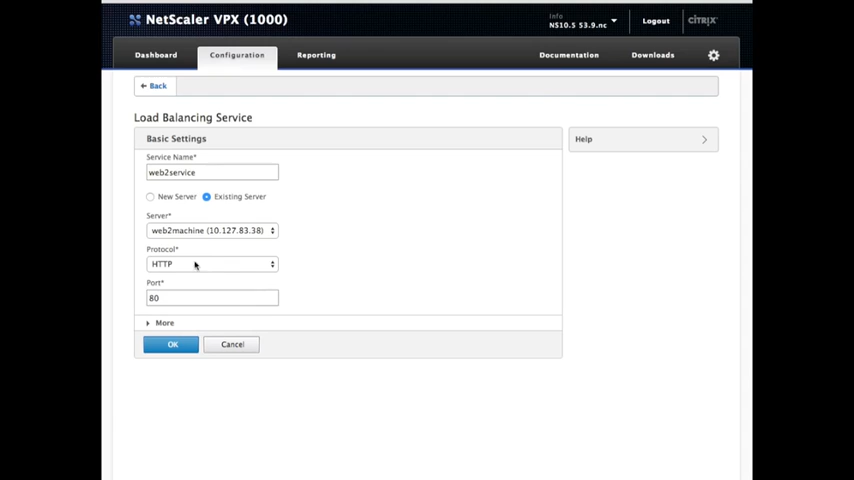 NetScaler VPX (1000)
Info
NS10.5 53.9.nc
Logout
CİTRIX
Dashboard
Configuration
Reporting
Documentation
Downloads
← Back
Load Balancing Service
Basic Settings
Help
Service Name*
web2service
New Server
Existing Server
Server*
web2machine (10.127.83.38)
Protocol*
HTTP
Port*
80
More
OK
Cancel